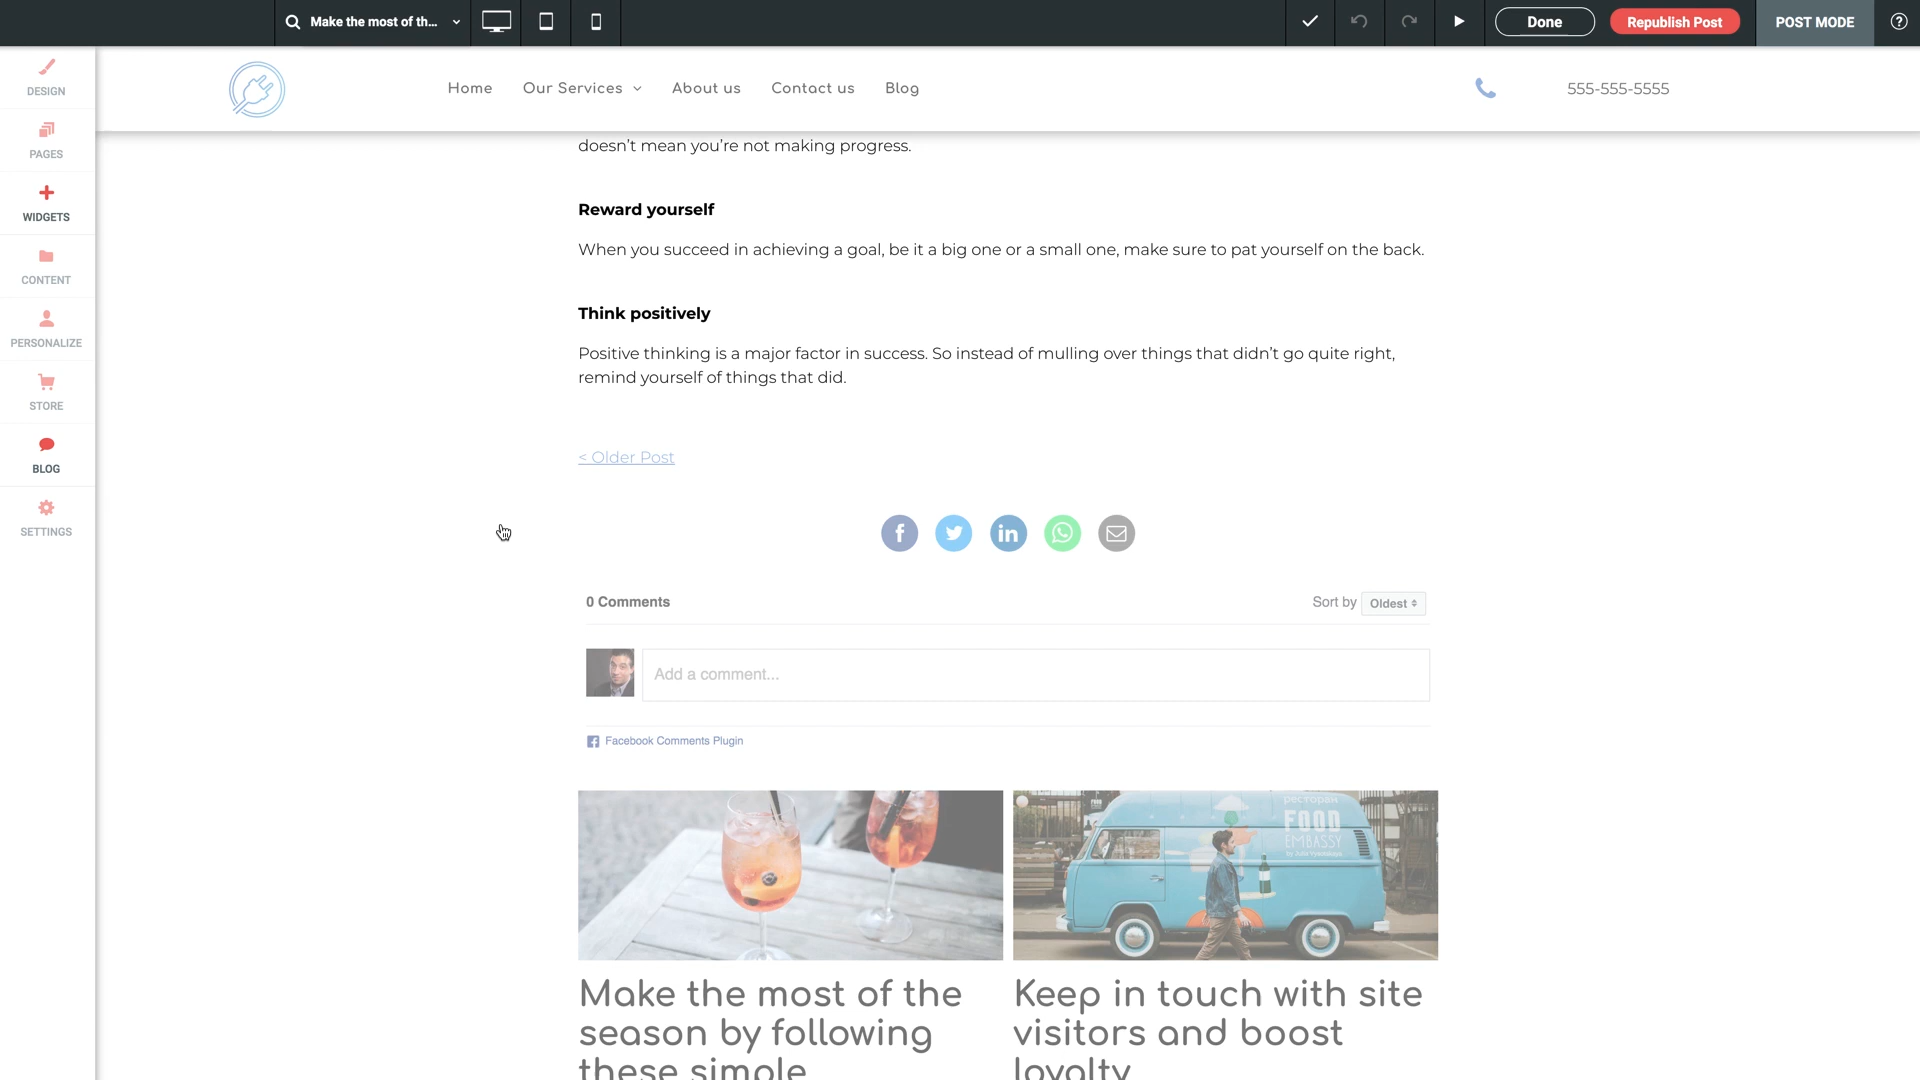 Make the most of th...
Done
Republish Post
POST MODE
DESIGN
PAGES
WIDGETS
CONTENT
PERSONALIZE
STORE
BLOG
SETTINGS
Home
Our Services
About us
Contact us
Blog
555-555-5555
doesn't mean you're not making progress.
Reward yourself
When you succeed in achieving a goal, be it a big one or a small one, make sure to pat yourself on the back.
Think positively
Positive thinking is a major factor in success. So instead of mulling over things that didn't go quite right,
remind yourself of things that did.
< Older Post
0 Comments
Sort by Oldest
Add a comment...
Facebook Comments Plugin
ресторан
FOOD
EMBASSY
Make the most of the
season by following
these simple
Keep in touch with site
visitors and boost
loyalty